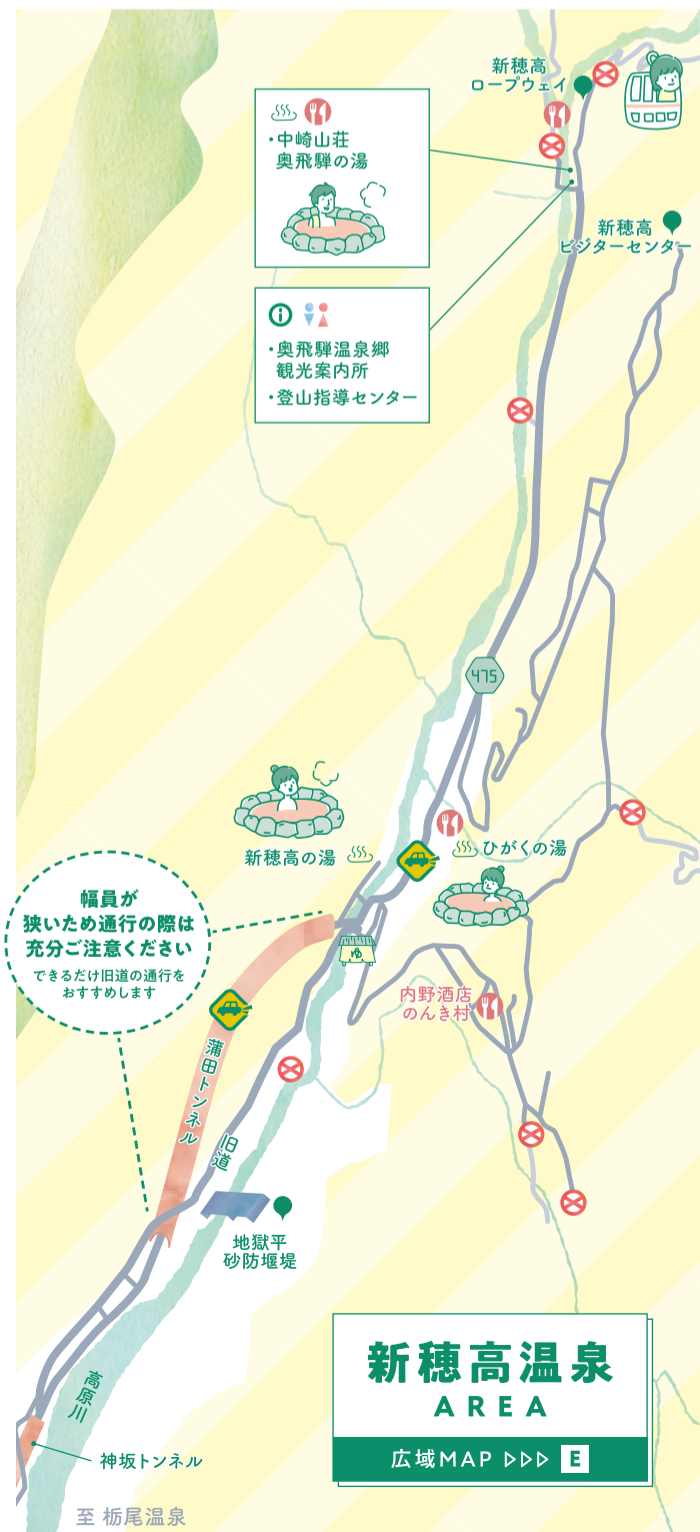 新穂高
ロープウェイ
・中崎山荘
奥飛騨の湯
新穂高
ビジターセンター
・奥飛騨温泉郷
観光案内所
・登山指導センター
475
新穂高の湯
ひがくの湯
幅員が
狭いため通行の際は
充分ご注意ください
できるだけ旧道の通行を
おすすめします
ゆ
内野酒店
のんき村
蒲田トンネル
旧道
地獄平
砂防堰堤
高原川
神坂トンネル
至 栃尾温泉
新穂高温泉
AREA
広域MAP ▷▷▷ E